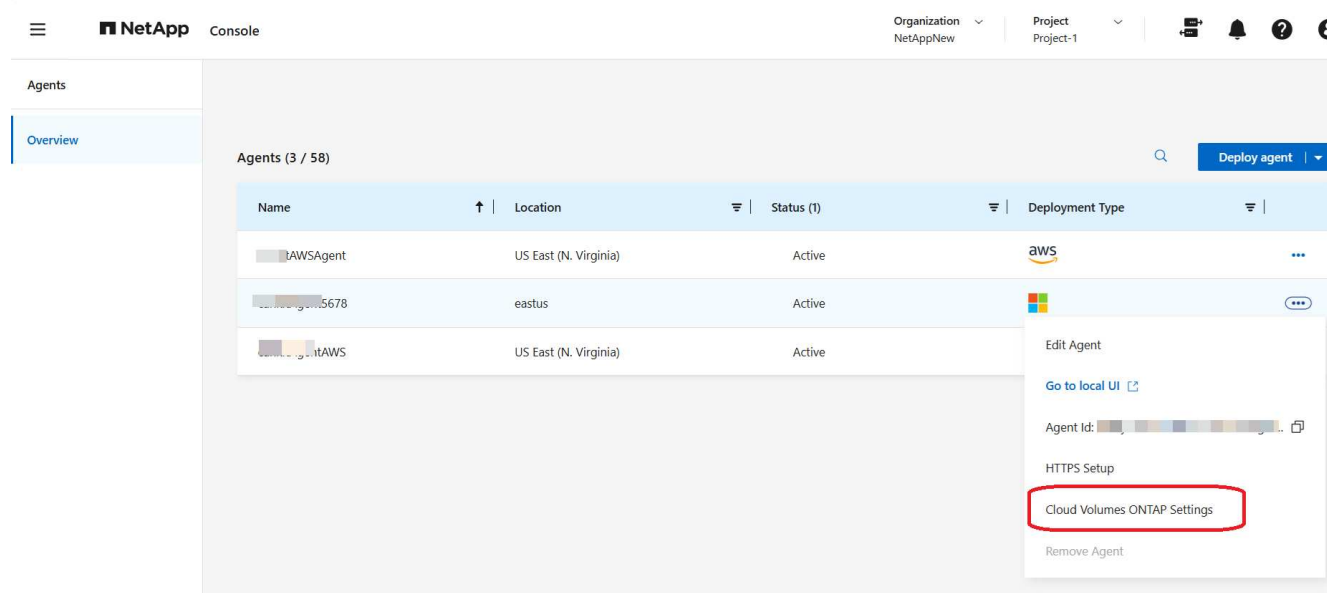 NetApp Console
Organization
NetAppNew
Project
Project-1
Agents
Overview
Agents (3 / 58)
Deploy agent
Name
Location
Status (1)
Deployment Type
tAWSAgent
US East (N. Virginia)
Active
aws
5678
eastus
Active
ntAWS
US East (N. Virginia)
Active
Edit Agent
Go to local UI
Agent Id:
HTTPS Setup
Cloud Volumes ONTAP Settings
Remove Agent